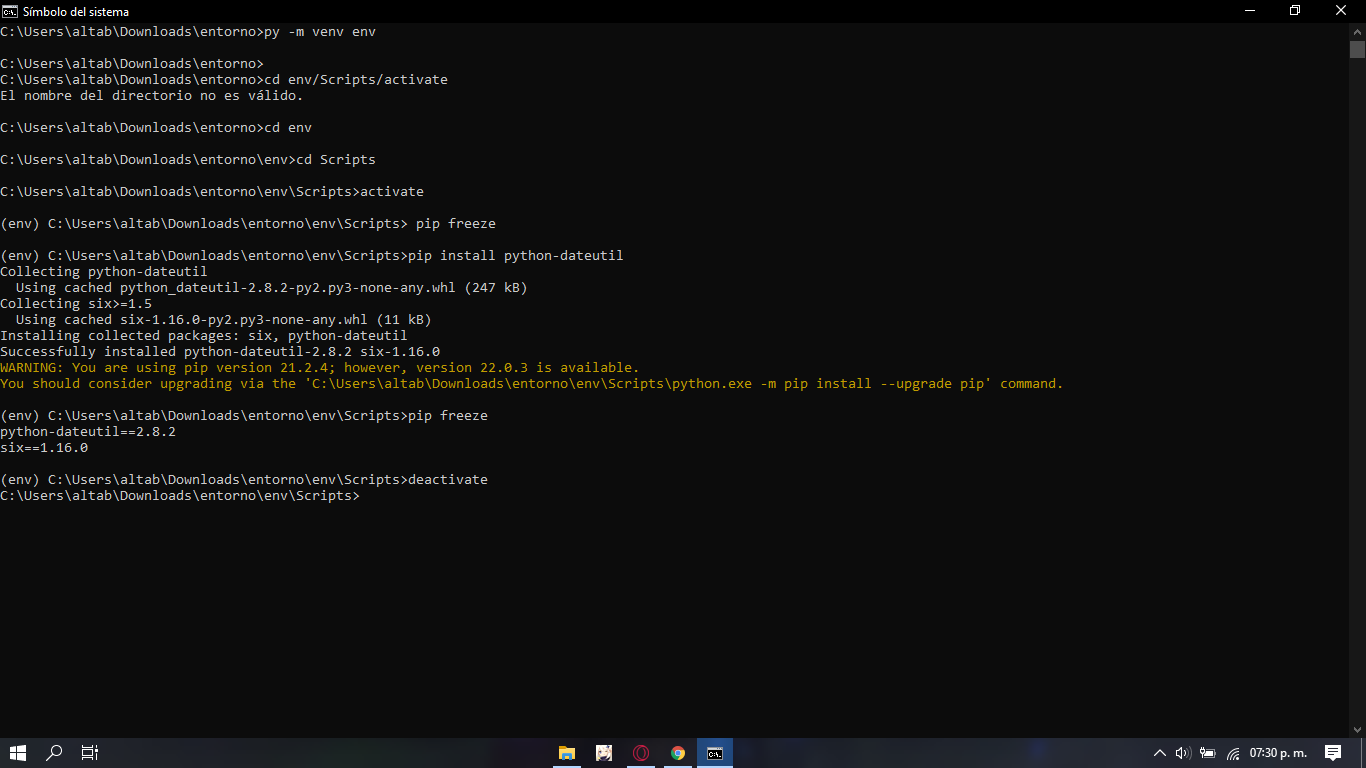 Símbolo del sistema
C:\Users\altab\Downloads\entorno>py -m venv env
C:\Users\altab\Downloads\entorno>
C:\Users\altab\Downloads\entorno>cd env/Scripts/activate
El nombre del directorio no es válido.
C:\Users\altab\Downloads\entorno>cd env
C:\Users\altab\Downloads\entorno\env>cd Scripts
C:\Users\altab\Downloads\entorno\env\Scripts>activate
(env) C:\Users\altab\Downloads\entorno\env\Scripts> pip freeze
(env) C:\Users\altab\Downloads\entorno\env\Scripts>pip install python-dateutil
Collecting python-dateutil
  Using cached python_dateutil-2.8.2-py2.py3-none-any.whl (247 kB)
Collecting six>=1.5
  Using cached six-1.16.0-py2.py3-none-any.whl (11 kB)
Installing collected packages: six, python-dateutil
Successfully installed python-dateutil-2.8.2 six-1.16.0
WARNING: You are using pip version 21.2.4; however, version 22.0.3 is available.
You should consider upgrading via the 'C:\Users\altab\Downloads\entorno\env\Scripts\python.exe -m pip install --upgrade pip' command.
(env) C:\Users\altab\Downloads\entorno\env\Scripts>pip freeze
python-dateutil==2.8.2
six==1.16.0
(env) C:\Users\altab\Downloads\entorno\env\Scripts>deactivate
C:\Users\altab\Downloads\entorno\env\Scripts>
07:30 p. m.